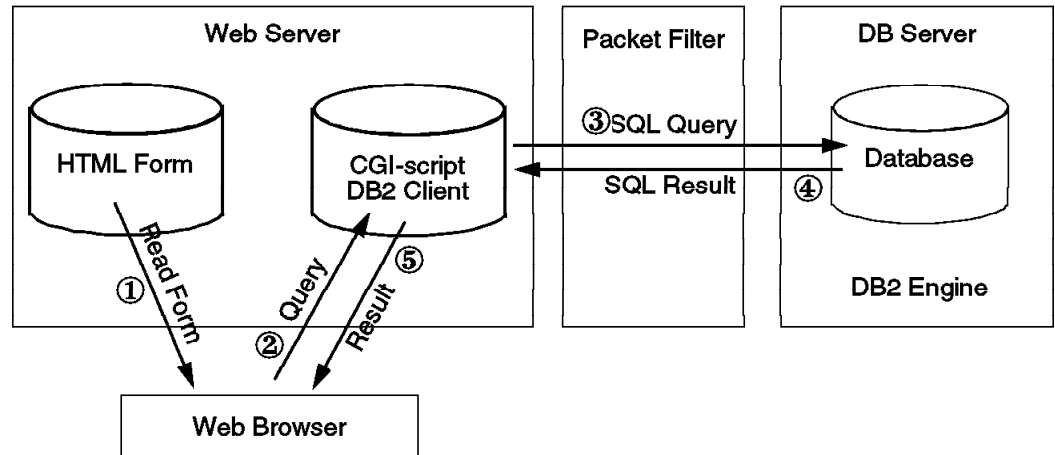 Web Server
Packet Filter
DB Server
HTML Form
CGI-script
DB2 Client
③SQL Query
SQL Result
④
Database
DB2 Engine
① Read Form
② Query
⑤
Result
Web Browser